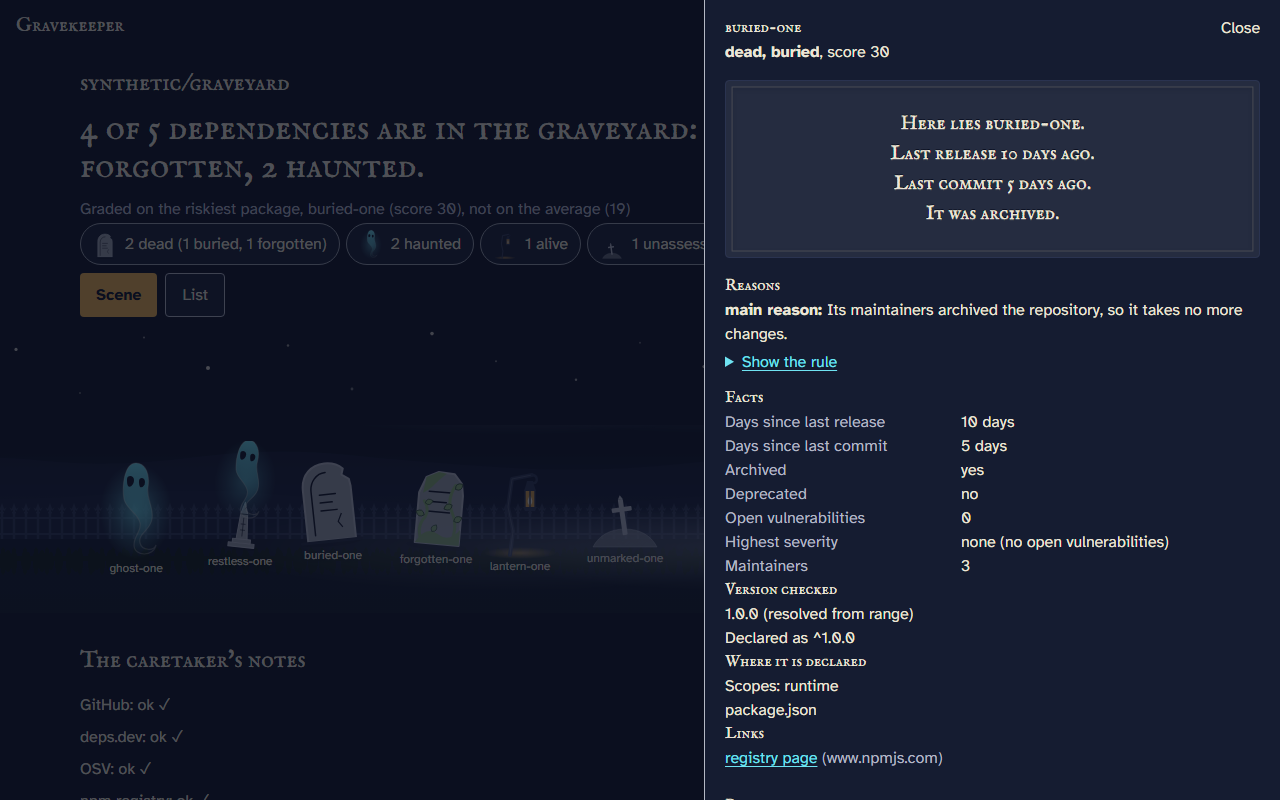 Gravekeeper
synthetic/graveyard
4 of 5 dependencies are in the graveyard:
forgotten, 2 haunted.
Graded on the riskiest package, buried-one (score 30), not on the average (19)
2 dead (1 buried, 1 forgotten)
2 haunted
1 alive
1 unassess
Scene
List
ghost-one
restless-one
buried-one
forgotten-one
lantern-one
unmarked-one
The caretaker's notes
GitHub: ok ✓
deps.dev: ok ✓
OSV: ok ✓
npm registry: ok ✓
buried-one
Close
dead, buried, score 30
Here lies buried-one.
Last release 10 days ago.
Last commit 5 days ago.
It was archived.
Reasons
main reason: Its maintainers archived the repository, so it takes no more
changes.
Show the rule
Facts
Days since last release 10 days
Days since last commit 5 days
Archived yes
Deprecated no
Open vulnerabilities 0
Highest severity none (no open vulnerabilities)
Maintainers 3
Version checked
1.0.0 (resolved from range)
Declared as ^1.0.0
Where it is declared
Scopes: runtime
package.json
Links
registry page (www.npmjs.com)